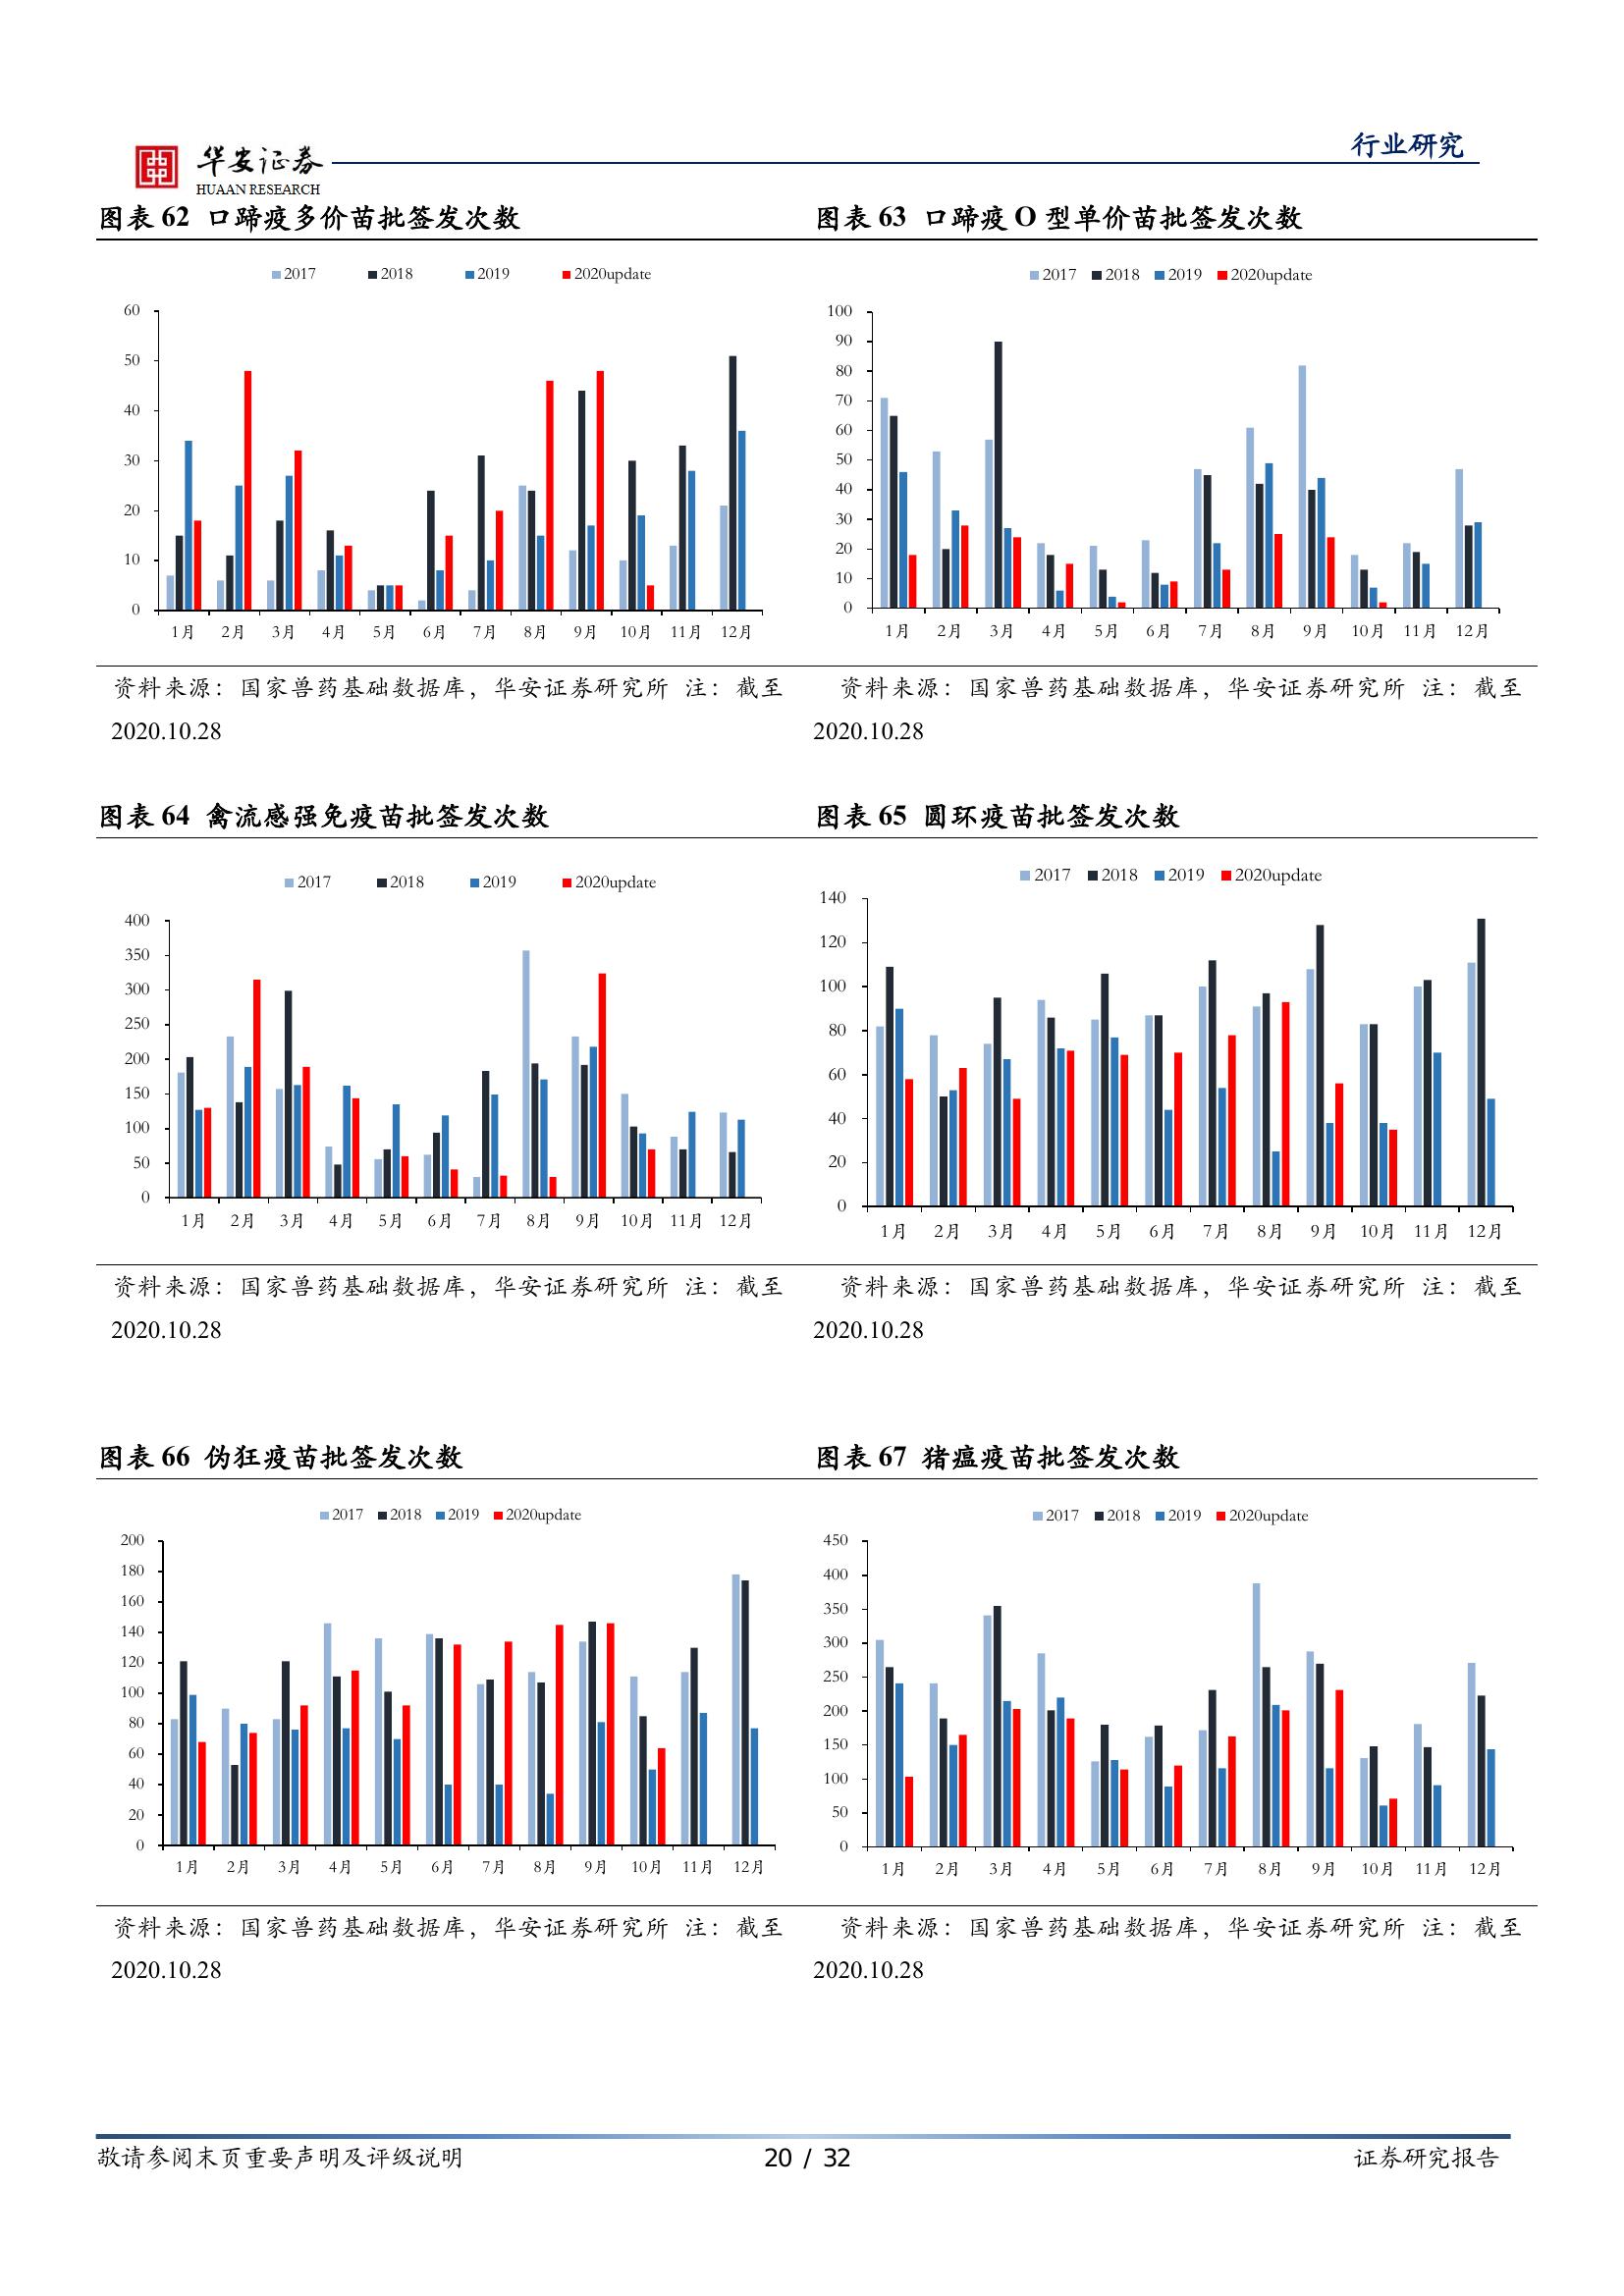 华安证券
HUAAN RESEARCH
行业研究
图表 62 口蹄疫多价苗批签发次数
图表 63 口蹄疫 O 型单价苗批签发次数
2017 2018 2019 2020update
60
50
40
30
20
10
0
1月 2月 3月 4月 5月 6月 7月 8月 9月 10月 11月 12月
2017 2018 2019 2020update
100
90
80
70
60
50
40
30
20
10
0
1月 2月 3月 4月 5月 6月 7月 8月 9月 10月 11月 12月
资料来源：国家兽药基础数据库，华安证券研究所 注：截至
2020.10.28
资料来源：国家兽药基础数据库，华安证券研究所 注：截至
2020.10.28
图表 64 禽流感强免疫苗批签发次数
图表 65 圆环疫苗批签发次数
2017 2018 2019 2020update
400
350
300
250
200
150
100
50
0
1月 2月 3月 4月 5月 6月 7月 8月 9月 10月 11月 12月
2017 2018 2019 2020update
140
120
100
80
60
40
20
0
1月 2月 3月 4月 5月 6月 7月 8月 9月 10月 11月 12月
资料来源：国家兽药基础数据库，华安证券研究所 注：截至
2020.10.28
资料来源：国家兽药基础数据库，华安证券研究所 注：截至
2020.10.28
图表 66 伪狂疫苗批签发次数
图表 67 猪瘟疫苗批签发次数
2017 2018 2019 2020update
200
180
160
140
120
100
80
60
40
20
0
1月 2月 3月 4月 5月 6月 7月 8月 9月 10月 11月 12月
2017 2018 2019 2020update
450
400
350
300
250
200
150
100
50
0
1月 2月 3月 4月 5月 6月 7月 8月 9月 10月 11月 12月
资料来源：国家兽药基础数据库，华安证券研究所 注：截至
2020.10.28
资料来源：国家兽药基础数据库，华安证券研究所 注：截至
2020.10.28
敬请参阅末页重要声明及评级说明
20 / 32
证券研究报告